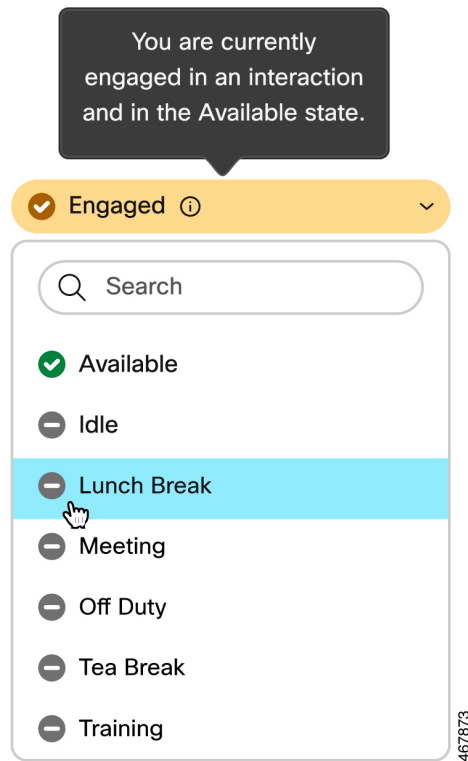 You are currently
engaged in an interaction
and in the Available state.
Engaged
Search
Available
Idle
Lunch Break
Meeting
Off Duty
Tea Break
Training
467873